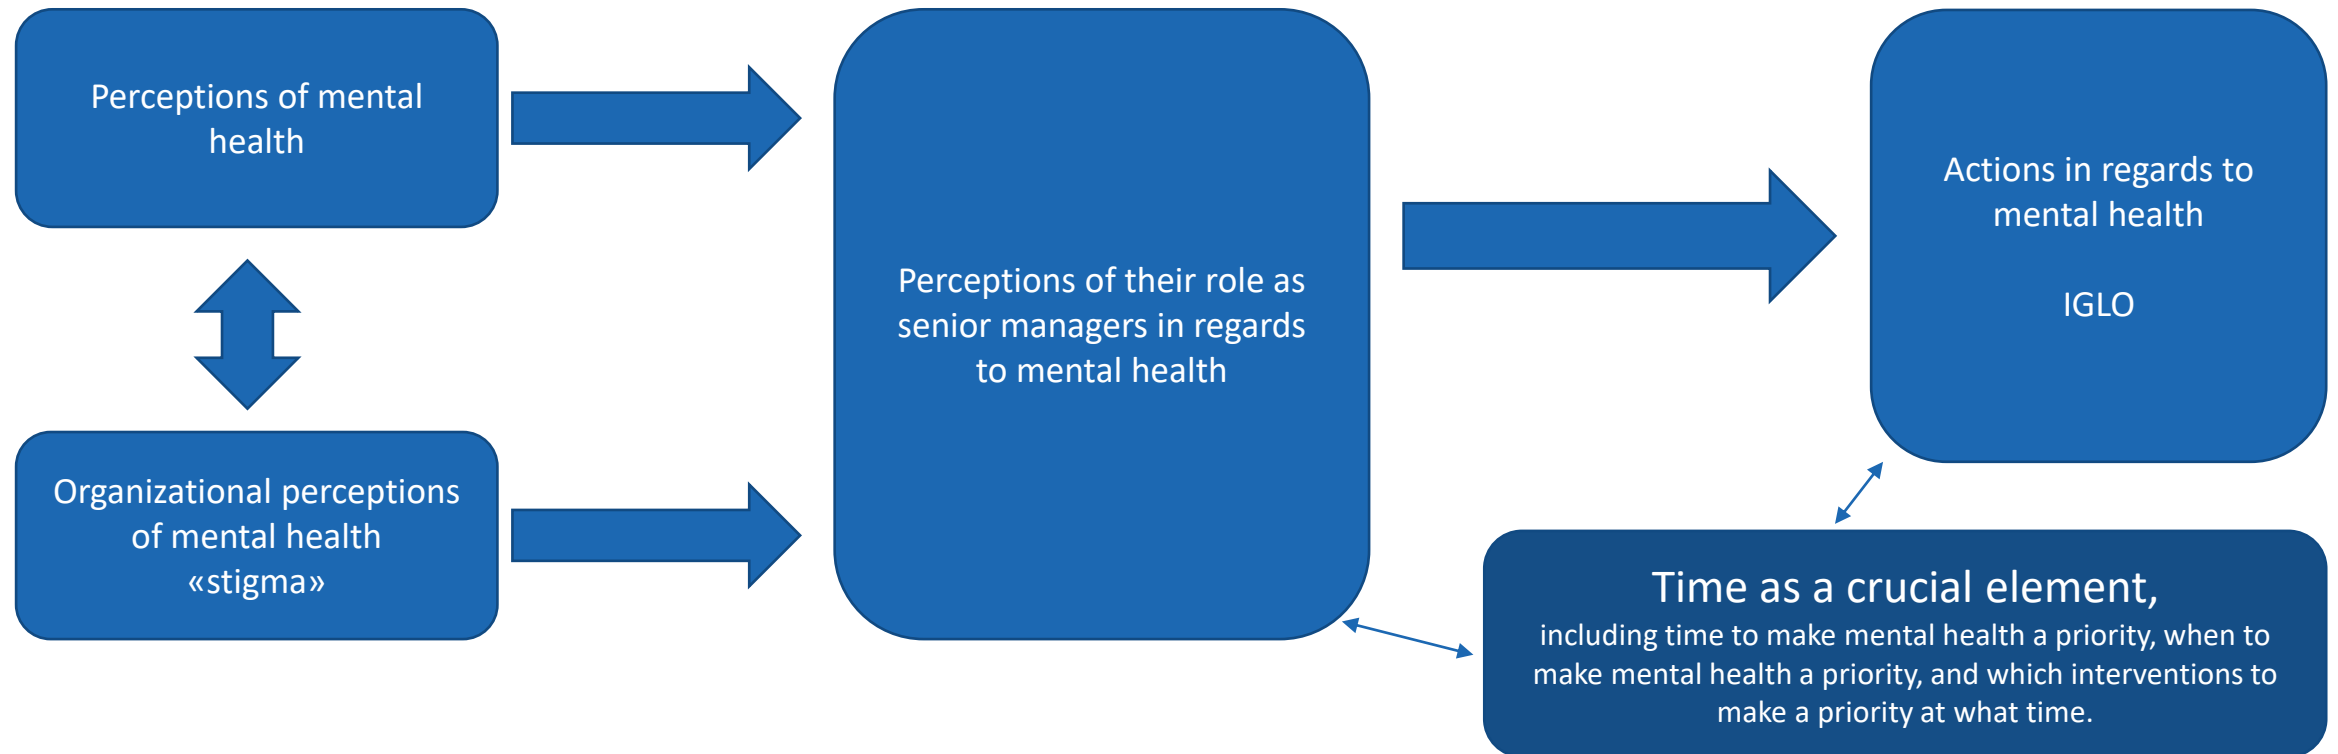 Perceptions of mental
health
Organizational perceptions
of mental health
«stigma»
Perceptions of their role as
senior managers in regards
to mental health
Actions in regards to
mental health
IGLO
Time as a crucial element,
including time to make mental health a priority, when to
make mental health a priority, and which interventions to
make a priority at what time.